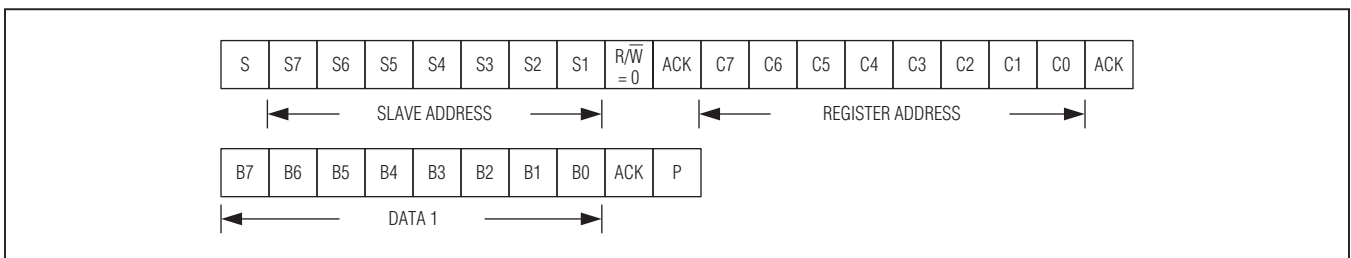 S S7 S6 S5 S4 S3 S2 S1 R/W̅ = 0 ACK C7 C6 C5 C4 C3 C2 C1 C0 ACK
SLAVE ADDRESS REGISTER ADDRESS
B7 B6 B5 B4 B3 B2 B1 B0 ACK P
DATA 1